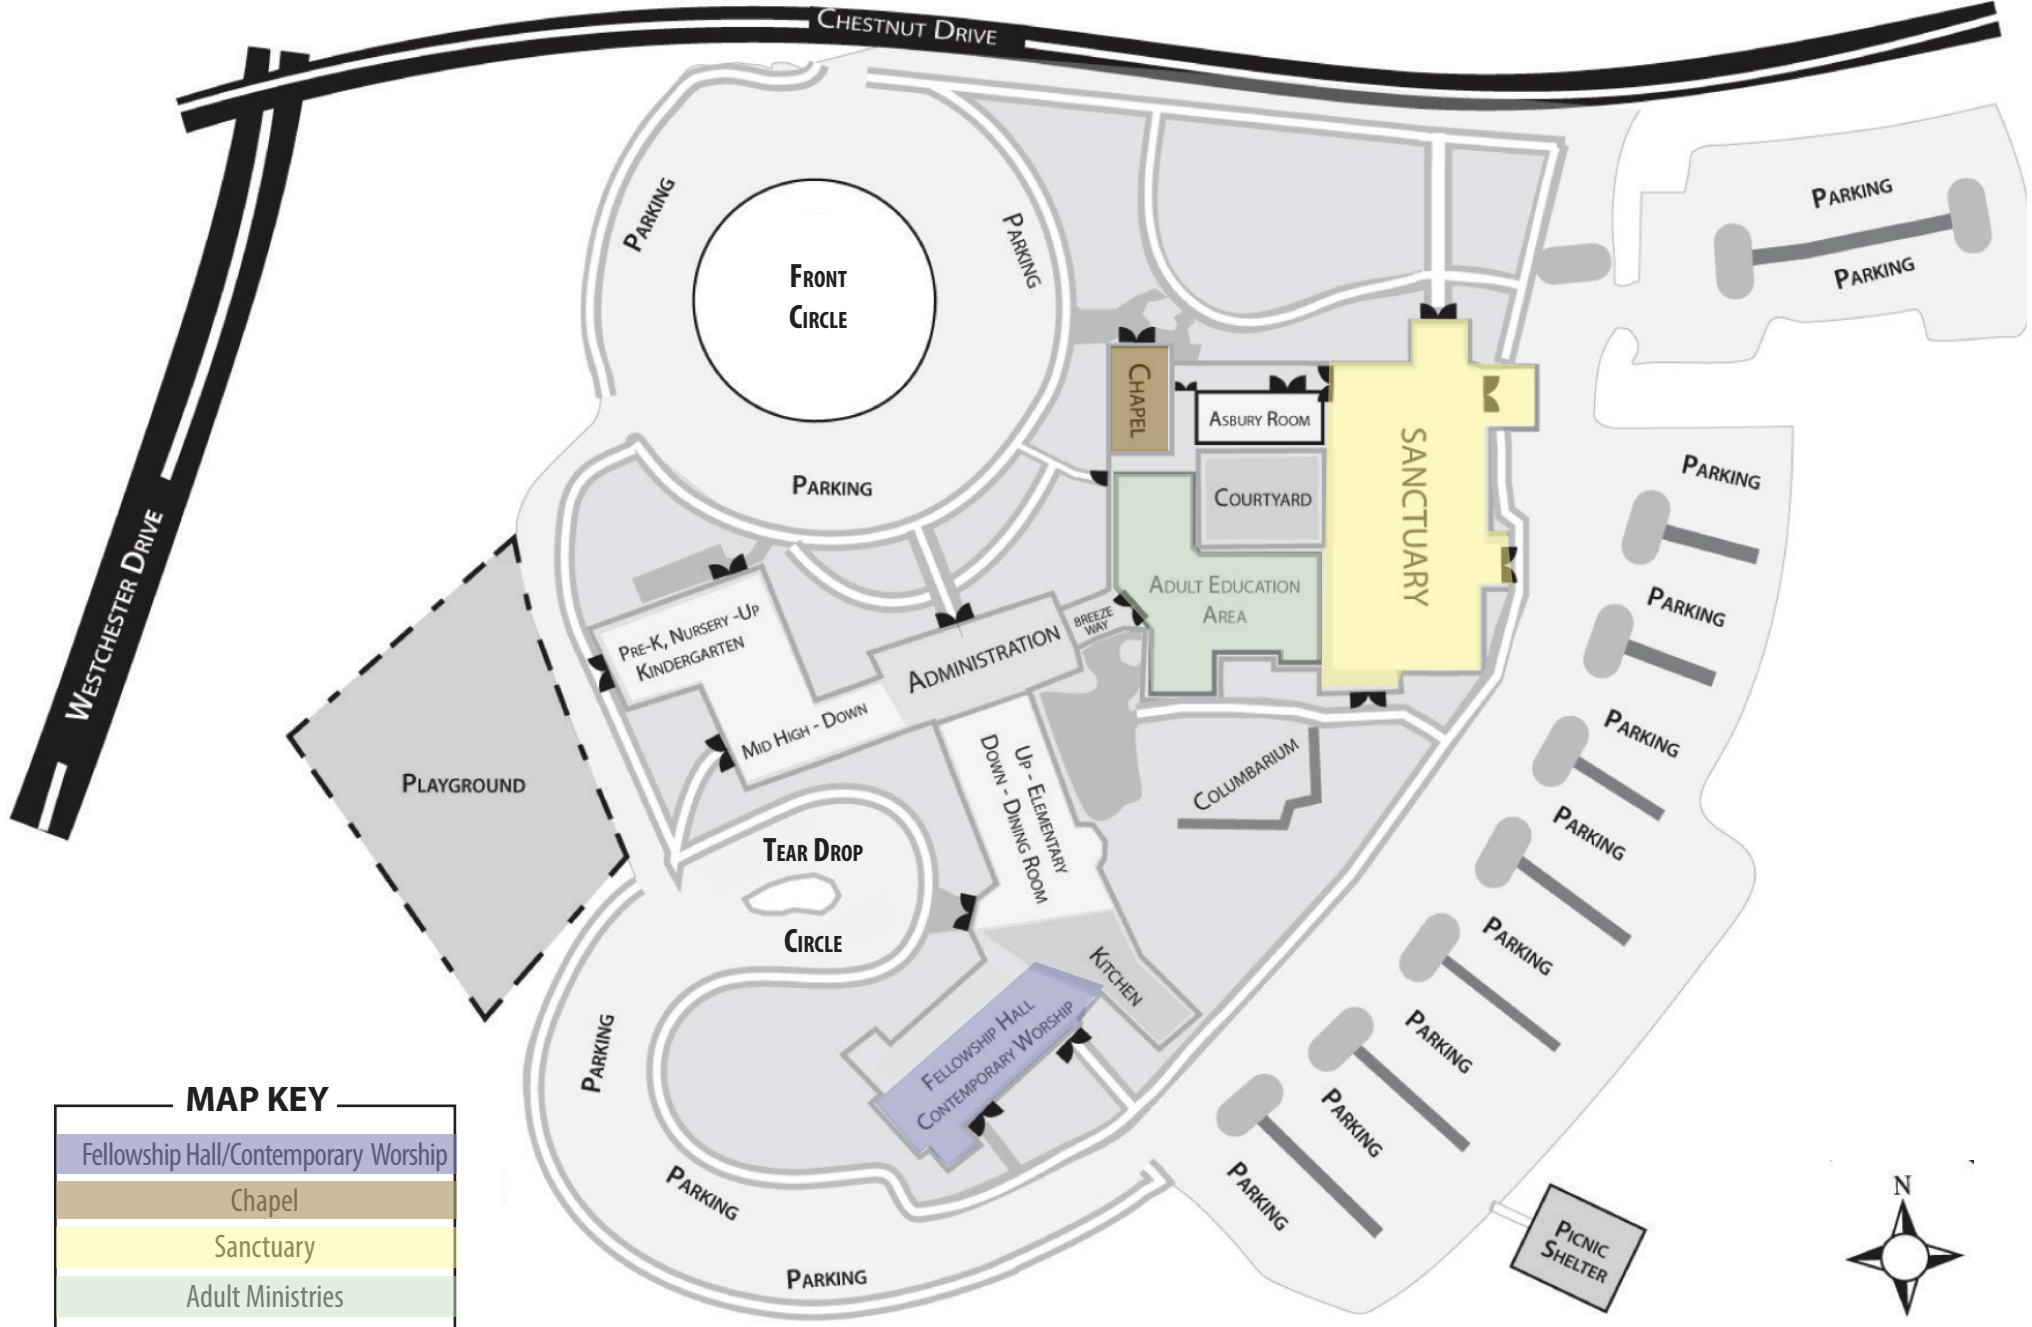 CHESTNUT DRIVE
WESTCHESTER DRIVE
PARKING
PARKING
FRONT
CIRCLE
PARKING
PARKING
PARKING
CHAPEL
ASBURY ROOM
SANCTUARY
COURTYARD
ADULT EDUCATION
AREA
BREEZE
WAY
PRE-K, NURSERY -UP
KINDERGARTEN
ADMINISTRATION
MID HIGH - DOWN
PLAYGROUND
UP - ELEMENTARY
DOWN - DINING ROOM
COLUMBARIUM
TEAR DROP
CIRCLE
KITCHEN
FELLOWSHIP HALL
CONTEMPORARY WORSHIP
PARKING
PARKING
PARKING
PARKING
PARKING
PARKING
PARKING
PARKING
PARKING
PARKING
PARKING
PICNIC
SHELTER
N
MAP KEY
Fellowship Hall/Contemporary Worship
Chapel
Sanctuary
Adult Ministries